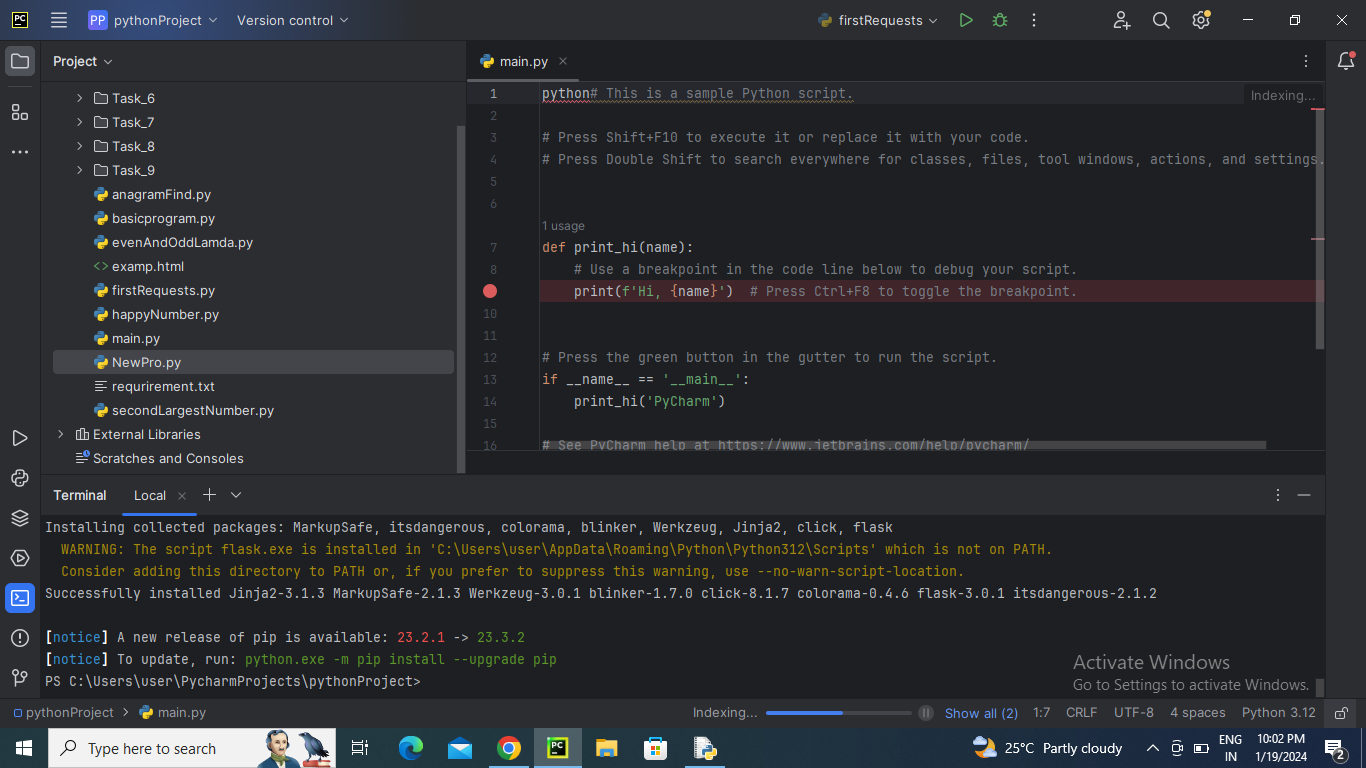 PC
PP pythonProject
Version control
firstRequests
Project
Task_6
Task_7
Task_8
Task_9
anagramFind.py
basicprogram.py
evenAndOddLamda.py
examp.html
firstRequests.py
happyNumber.py
main.py
NewPro.py
requrirement.txt
secondLargestNumber.py
External Libraries
Scratches and Consoles
main.py
Indexing...
1 python# This is a sample Python script.
2
3 # Press Shift+F10 to execute it or replace it with your code.
4 # Press Double Shift to search everywhere for classes, files, tool windows, actions, and settings.
5
6
1 usage
7 def print_hi(name):
8 # Use a breakpoint in the code line below to debug your script.
print(f'Hi, {name}')  # Press Ctrl+F8 to toggle the breakpoint.
10
11
12 # Press the green button in the gutter to run the script.
13 if __name__ == '__main__':
14 print_hi('PyCharm')
15
16 # See PyCharm help at https://www.jetbrains.com/help/pycharm/
Terminal
Local
Installing collected packages: MarkupSafe, itsdangerous, colorama, blinker, Werkzeug, Jinja2, click, flask
WARNING: The script flask.exe is installed in 'C:\Users\user\AppData\Roaming\Python\Python312\Scripts' which is not on PATH.
Consider adding this directory to PATH or, if you prefer to suppress this warning, use --no-warn-script-location.
Successfully installed Jinja2-3.1.3 MarkupSafe-2.1.3 Werkzeug-3.0.1 blinker-1.7.0 click-8.1.7 colorama-0.4.6 flask-3.0.1 itsdangerous-2.1.2
[notice] A new release of pip is available: 23.2.1 -> 23.3.2
[notice] To update, run: python.exe -m pip install --upgrade pip
PS C:\Users\user\PycharmProjects\pythonProject>
Activate Windows
Go to Settings to activate Windows.
pythonProject > main.py
Indexing...
Show all (2)
1:7
CRLF
UTF-8
4 spaces
Python 3.12
Type here to search
PC
25°C Partly cloudy
ENG
IN
10:02 PM
1/19/2024
2